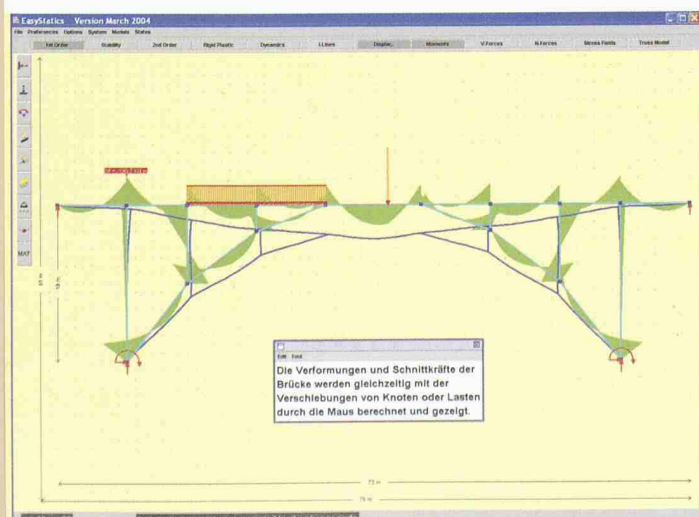 EasyStatics Version March 2004
File Preferences Options System Moduls States
1st Order Stability 2nd Order Rigid Plastic Dynamics I-Lines Displac. Moments V-Forces N-Forces Stress Fields Truss Model
MAT
Edit Font
Die Verformungen und Schnittkräfte der
Brücke werden gleichzeitig mit der
Verschiebungen von Knoten oder Lasten
durch die Maus berechnet und gezeigt.